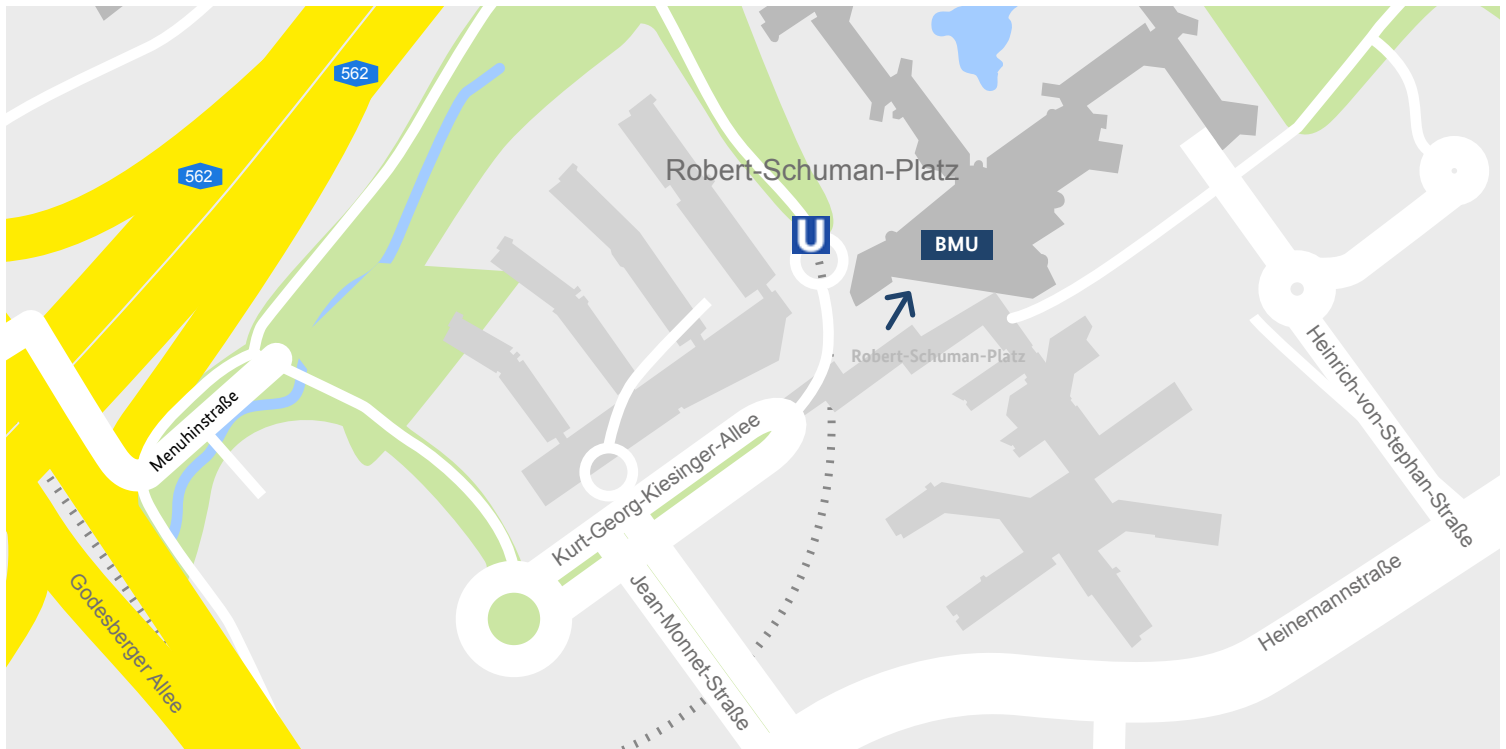 562
562
Robert-Schuman-Platz
U
BMU
Robert-Schuman-Platz
Menuhinstraße
Kurt-Georg-Kiesinger-Allee
Heinrich-von-Stephan-Straße
Jean-Monnet-Straße
Heinemannstraße
Godesberger Allee